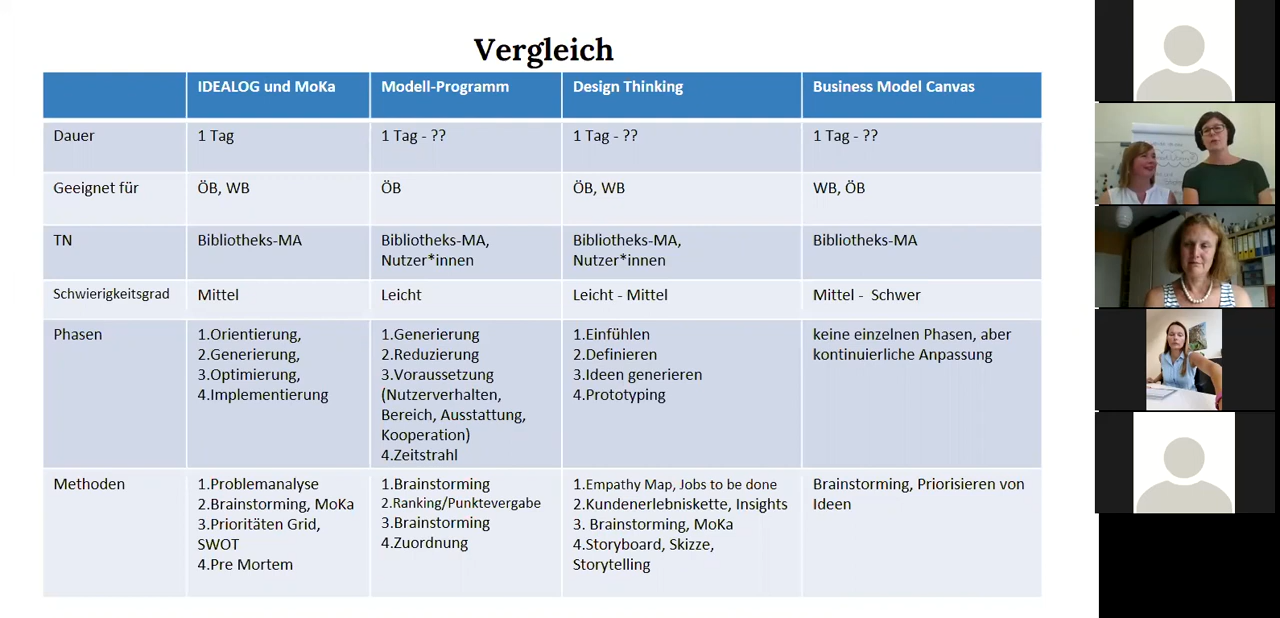 Vergleich
IDEALOG und MoKa
Modell-Programm
Design Thinking
Business Model Canvas
Dauer
1 Tag
1 Tag - ??
1 Tag - ??
1 Tag - ??
Geeignet für
ÖB, WB
ÖB
ÖB, WB
WB, ÖB
TN
Bibliotheks-MA
Bibliotheks-MA,
Nutzer*innen
Bibliotheks-MA,
Nutzer*innen
Bibliotheks-MA
Schwierigkeitsgrad
Mittel
Leicht
Leicht - Mittel
Mittel - Schwer
Phasen
1.Orientierung,
2.Generierung,
3.Optimierung,
4.Implementierung
1.Generierung
2.Reduzierung
3.Voraussetzung
(Nutzerverhalten,
Bereich, Ausstattung,
Kooperation)
4.Zeitstrahl
1.Einfühlen
2.Definieren
3.Ideen generieren
4.Prototyping
keine einzelnen Phasen, aber
kontinuierliche Anpassung
Methoden
1.Problemanalyse
2.Brainstorming, MoKa
3.Prioritäten Grid,
SWOT
4.Pre Mortem
1.Brainstorming
2.Ranking/Punktevergabe
3.Brainstorming
4.Zuordnung
1.Empathy Map, Jobs to be done
2.Kundenerlebniskette, Insights
3. Brainstorming, MoKa
4.Storyboard, Skizze,
Storytelling
Brainstorming, Priorisieren von
Ideen